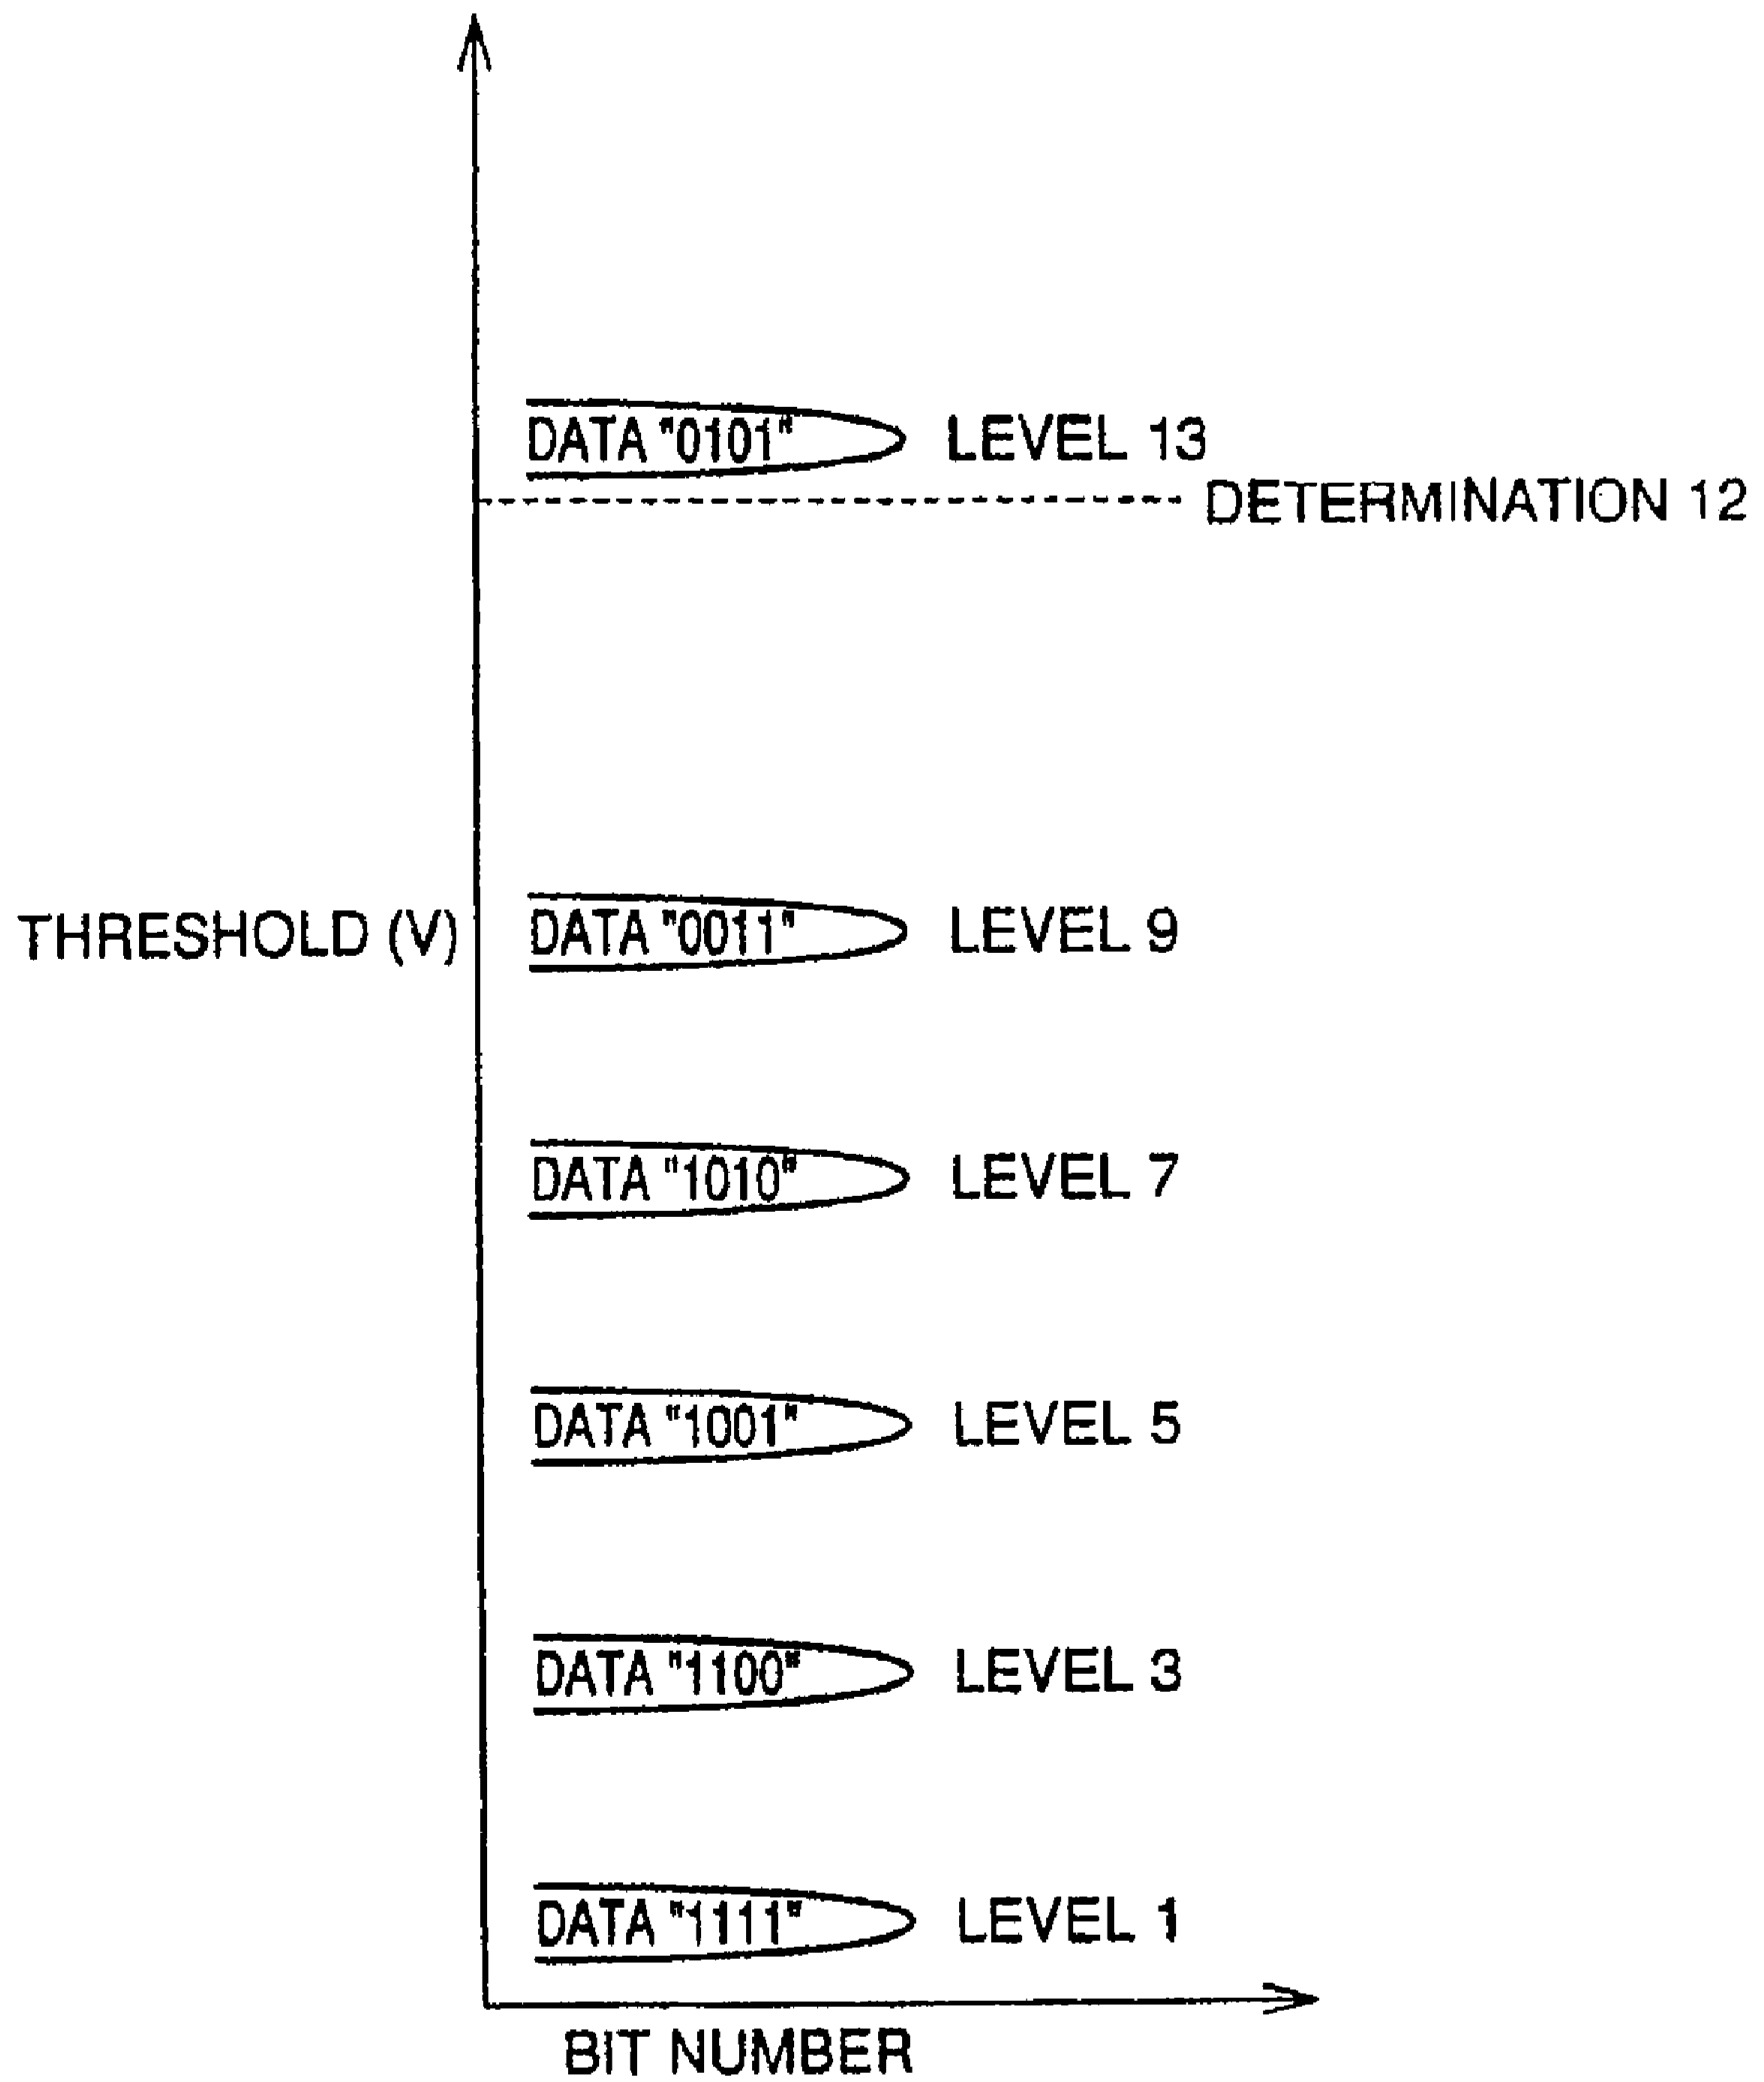 DATA "0101" LEVEL 13
DETERMINATION 12
THRESHOLD (V)
DATA "0011" LEVEL 9
DATA "1010" LEVEL 7
DATA "1001" LEVEL 5
DATA "1100" LEVEL 3
DATA "1111" LEVEL 1
BIT NUMBER